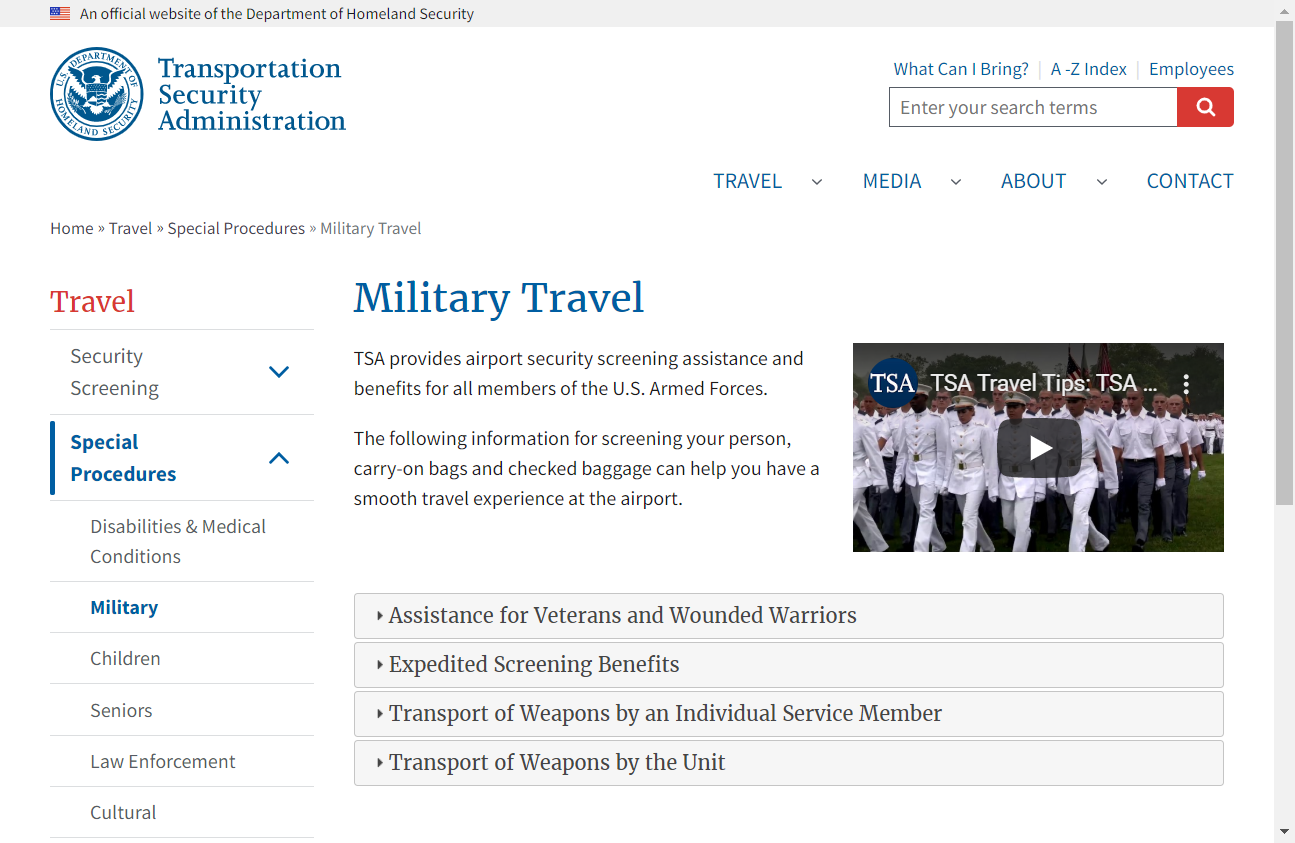 An official website of the Department of Homeland Security
U.S. DEPARTMENT OF HOMELAND SECURITY
Transportation
Security
Administration
What Can I Bring?
A -Z Index
Employees
Enter your search terms
TRAVEL
MEDIA
ABOUT
CONTACT
Home » Travel » Special Procedures » Military Travel
Travel
Security
Screening
Special
Procedures
Disabilities & Medical
Conditions
Military
Children
Seniors
Law Enforcement
Cultural
Military Travel
TSA provides airport security screening assistance and
benefits for all members of the U.S. Armed Forces.
The following information for screening your person,
carry-on bags and checked baggage can help you have a
smooth travel experience at the airport.
TSA
TSA Travel Tips: TSA ...
Assistance for Veterans and Wounded Warriors
Expedited Screening Benefits
Transport of Weapons by an Individual Service Member
Transport of Weapons by the Unit